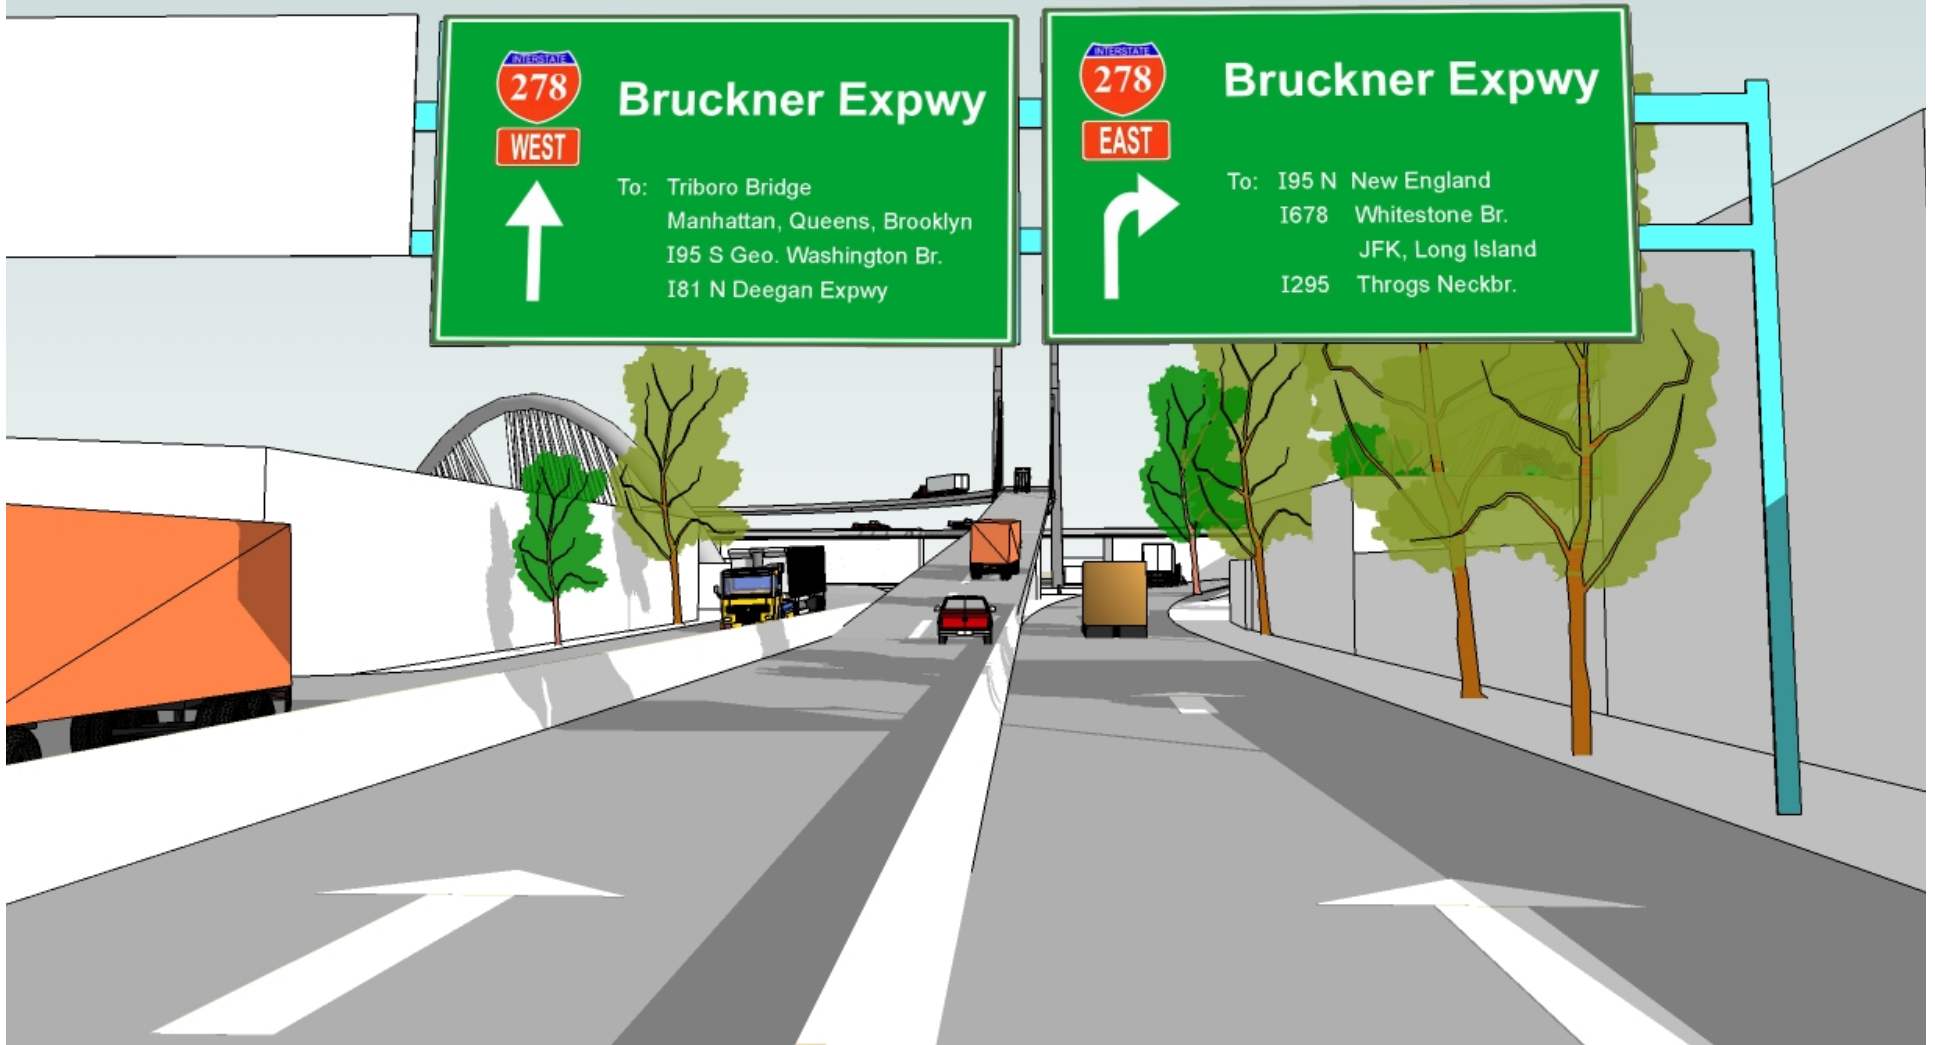 INTERSTATE
278
WEST
Bruckner Expwy
To: Triboro Bridge
Manhattan, Queens, Brooklyn
I95 S Geo. Washington Br.
I81 N Deegan Expwy
INTERSTATE
278
EAST
Bruckner Expwy
To: I95 N New England
I678 Whitestone Br.
JFK, Long Island
I295 Throgs Neckbr.